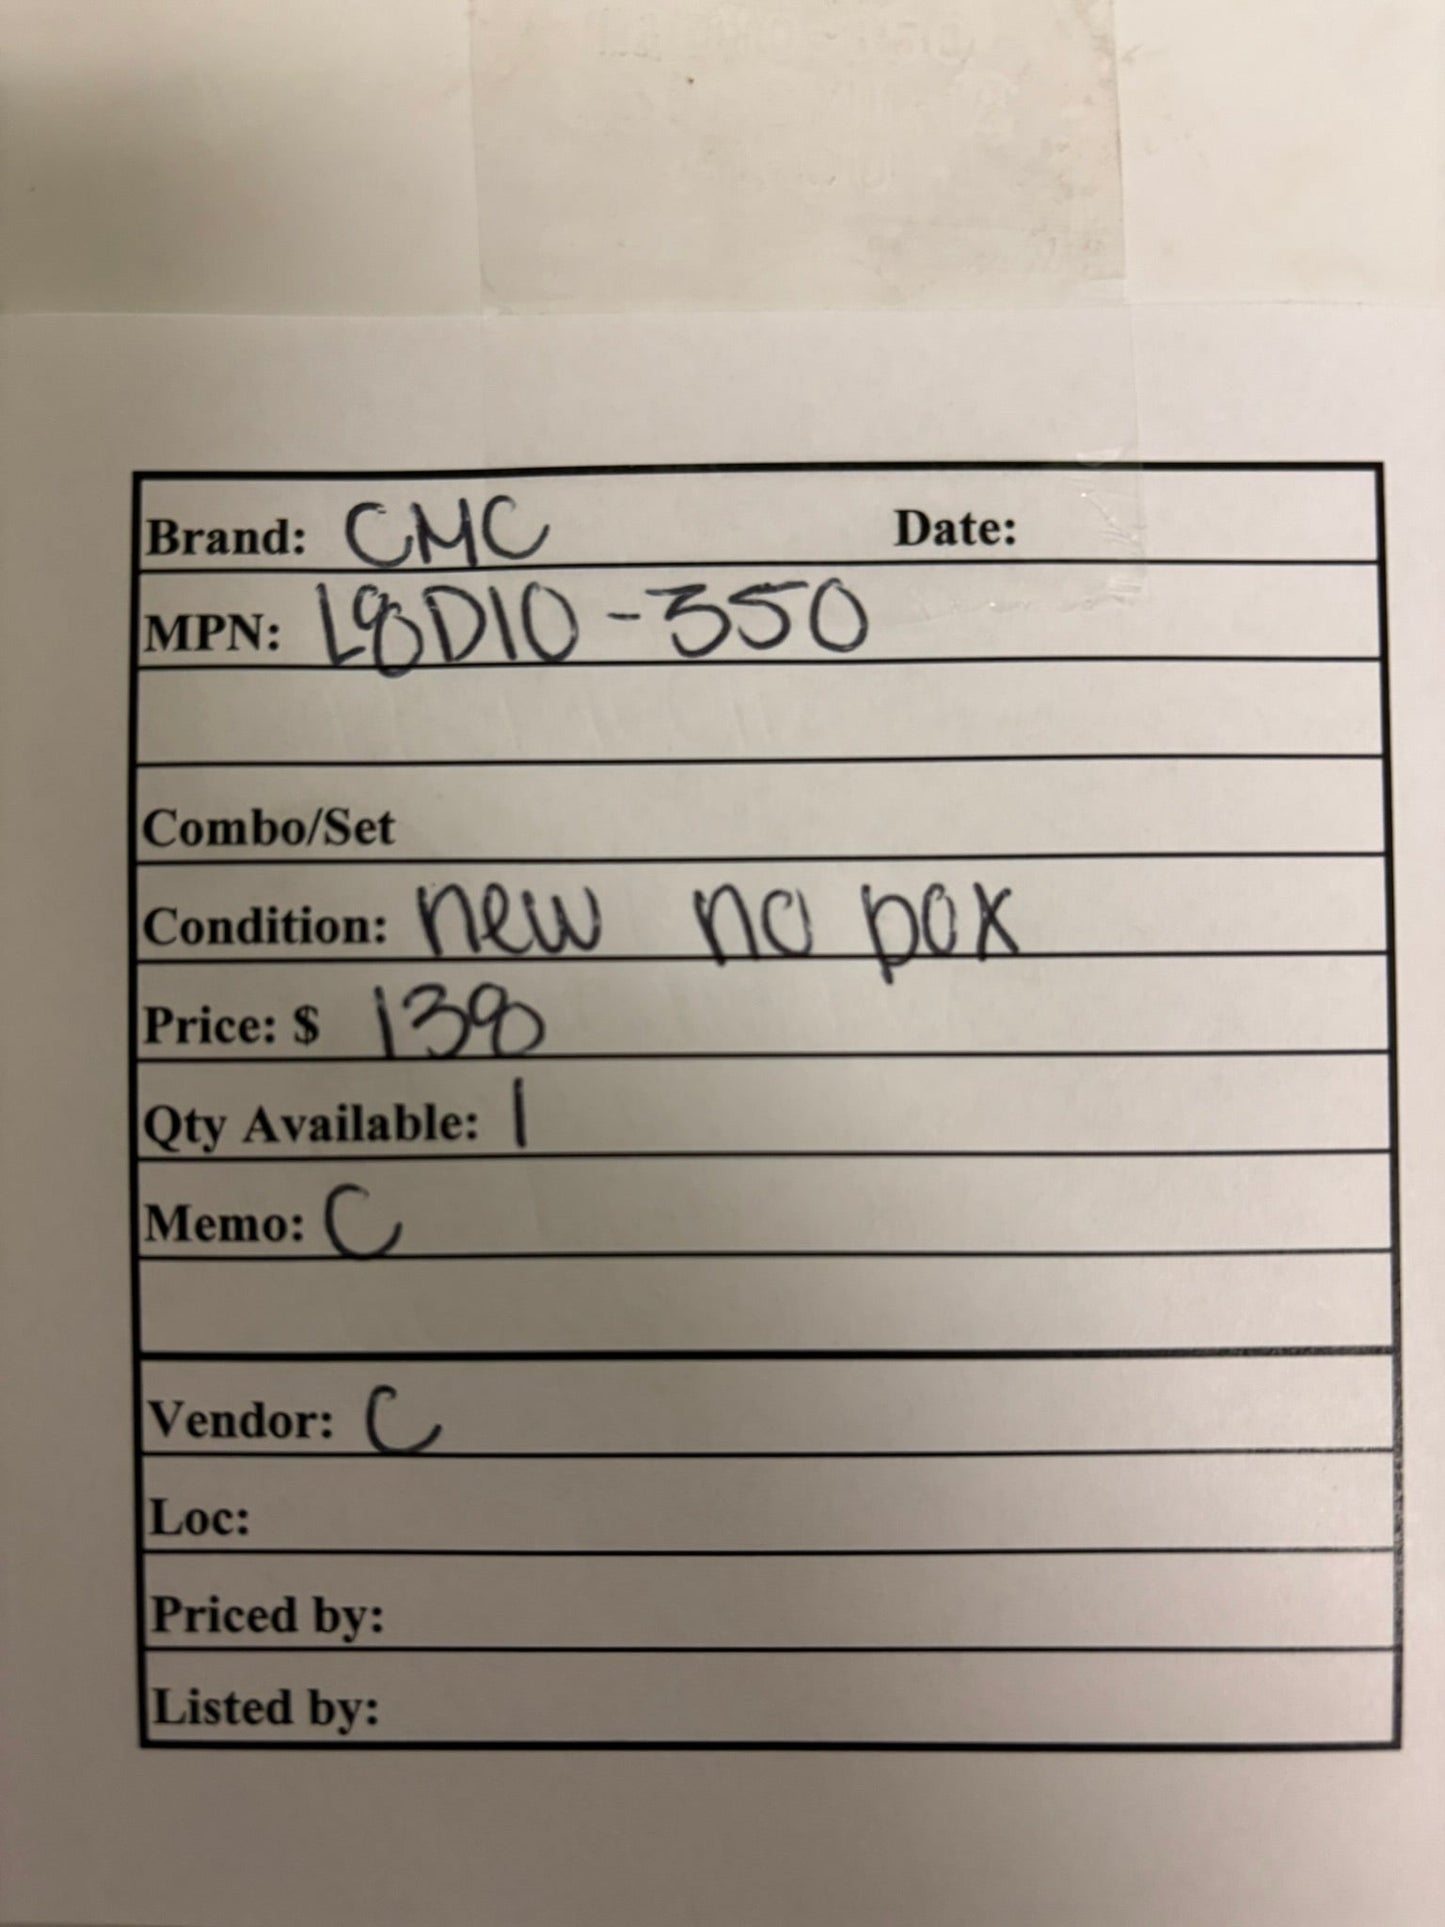 Brand: CMC Date:
MPN: L8D10-350
Combo/Set
Condition: new no box
Price: $ 138
Qty Available: 1
Memo: C
Vendor: C
Loc:
Priced by:
Listed by: